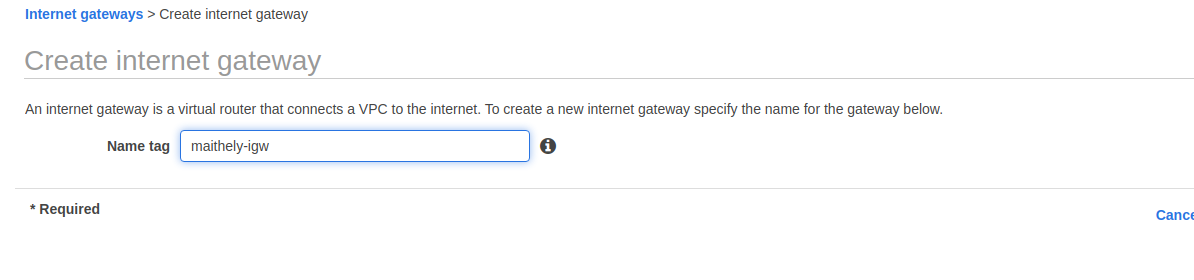 Internet gateways > Create internet gateway
Create internet gateway
An internet gateway is a virtual router that connects a VPC to the internet. To create a new internet gateway specify the name for the gateway below.
Name tag maithely-igw
* Required
Cance